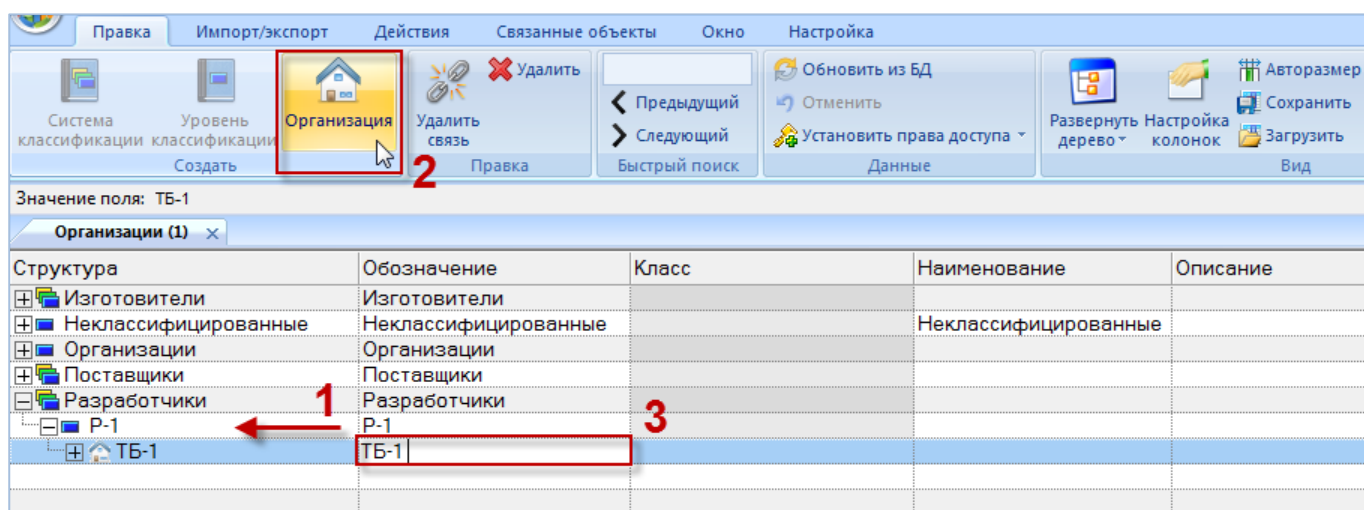 Правка Импорт/экспорт Действия Связанные объекты Окно Настройка
Система классификации
Уровень классификации
Организация
Создать
2
Удалить связь
Удалить
Правка
Предыдущий
Следующий
Быстрый поиск
Обновить из БД
Отменить
Установить права доступа
Данные
Развернуть дерево
Настройка колонок
Авторазмер
Сохранить
Загрузить
Вид
Значение поля: ТБ-1
Организации (1) ×
Структура Обозначение Класс Наименование Описание
Изготовители Изготовители
Неклассифицированные Неклассифицированные Неклассифицированные
Организации Организации
Поставщики Поставщики
Разработчики Разработчики
1
Р-1 Р-1
3
ТБ-1 ТБ-1